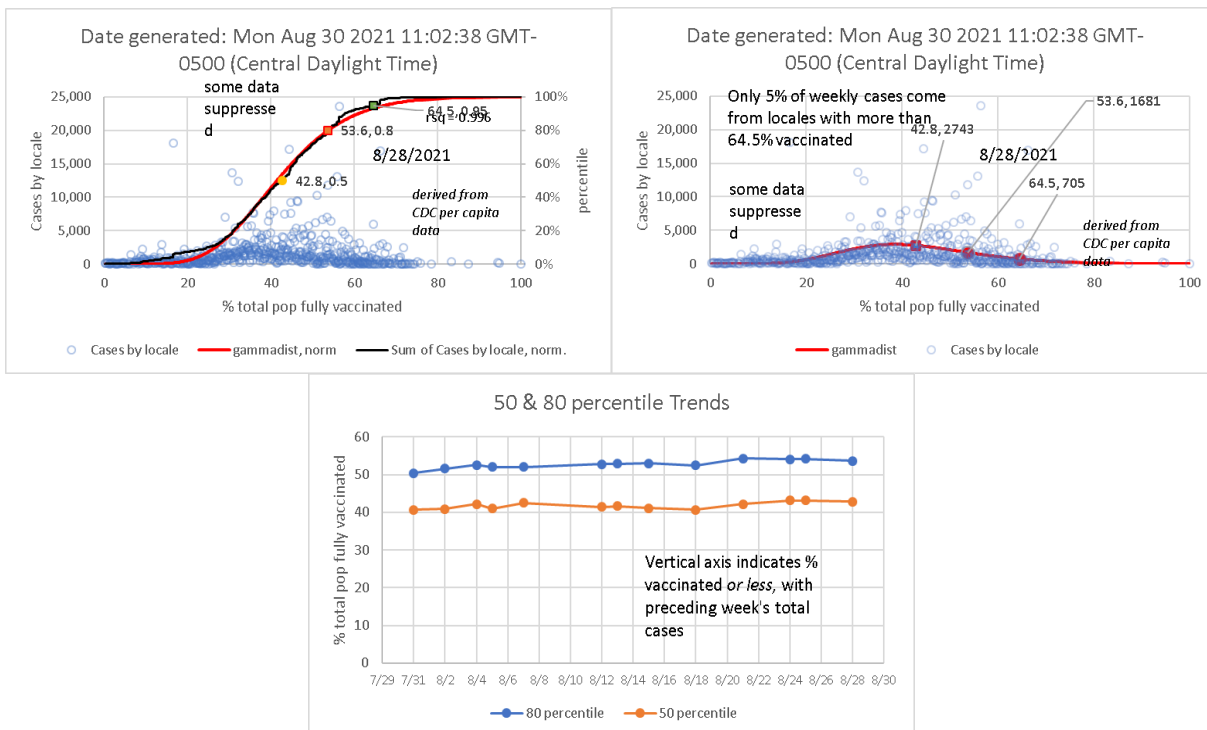 Date generated: Mon Aug 30 2021 11:02:38 GMT-
0500 (Central Daylight Time)
some data
suppresse
d
25,000
20,000
15,000
10,000
5,000
0
100%
80%
60%
40%
20%
0%
Cases by locale
percentile
64.5, 0.95
rsq = 0.996
53.6, 0.8
8/28/2021
42.8, 0.5
derived from
CDC per capita
data
0 20 40 60 80 100
% total pop fully vaccinated
Cases by locale gammadist, norm Sum of Cases by locale, norm.
Date generated: Mon Aug 30 2021 11:02:38 GMT-
0500 (Central Daylight Time)
Only 5% of weekly cases come
from locales with more than
64.5% vaccinated
53.6, 1681
42.8, 2743
8/28/2021
64.5, 705
some data
suppresse
d
derived from
CDC per capita
data
25,000
20,000
15,000
10,000
5,000
0
Cases by locale
0 20 40 60 80 100
% total pop fully vaccinated
gammadist Cases by locale
50 & 80 percentile Trends
60
50
40
30
20
10
0
% total pop fully vaccinated
Vertical axis indicates %
vaccinated or less, with
preceding week's total
cases
7/29 7/31 8/2 8/4 8/6 8/8 8/10 8/12 8/14 8/16 8/18 8/20 8/22 8/24 8/26 8/28 8/30
80 percentile 50 percentile